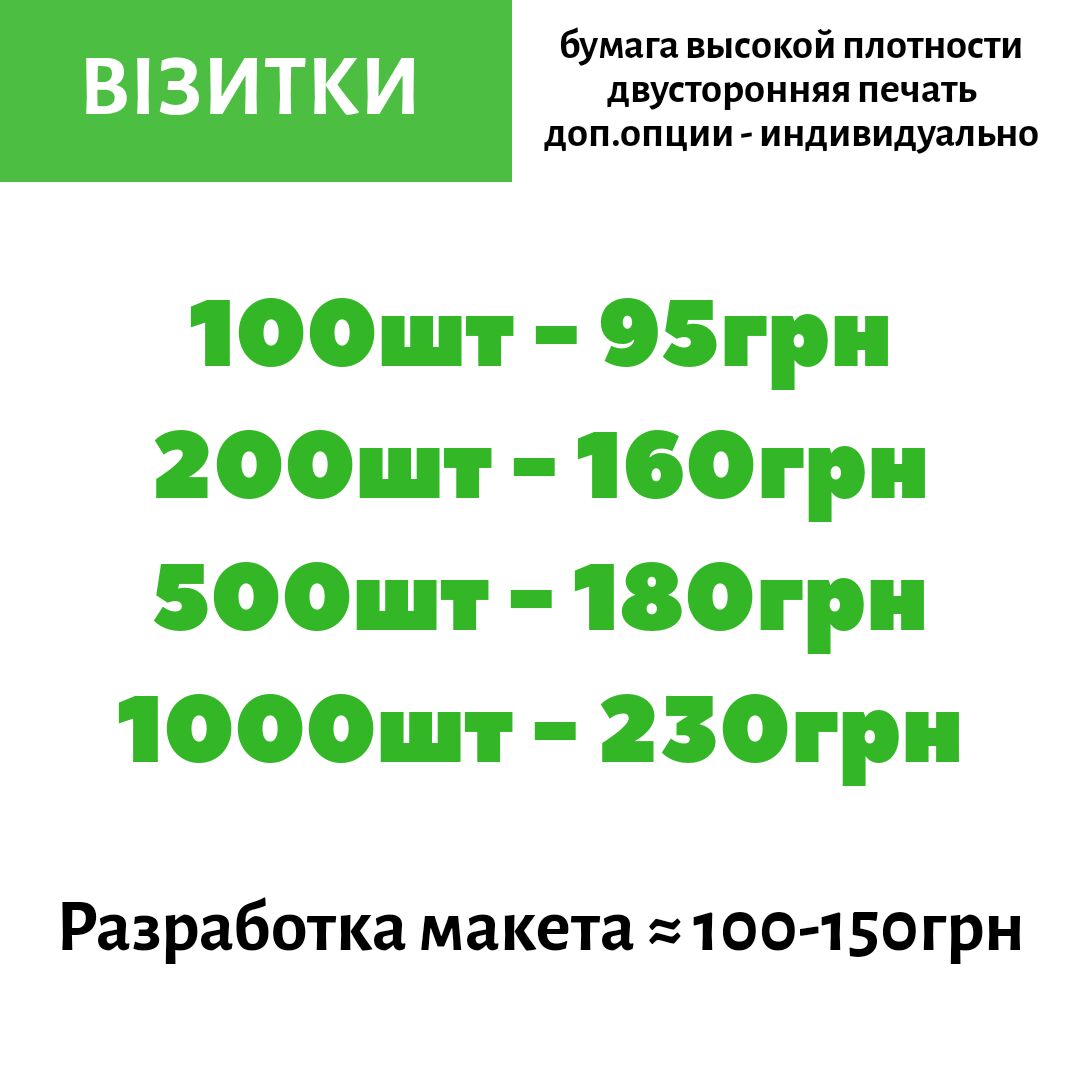 ВІЗИТКИ
бумага высокой плотности
двусторонняя печать
доп.опции - индивидуально
100шт - 95грн
200шт - 160грн
500шт - 180грн
1000шт - 230грн
Разработка макета ≈ 100-150грн